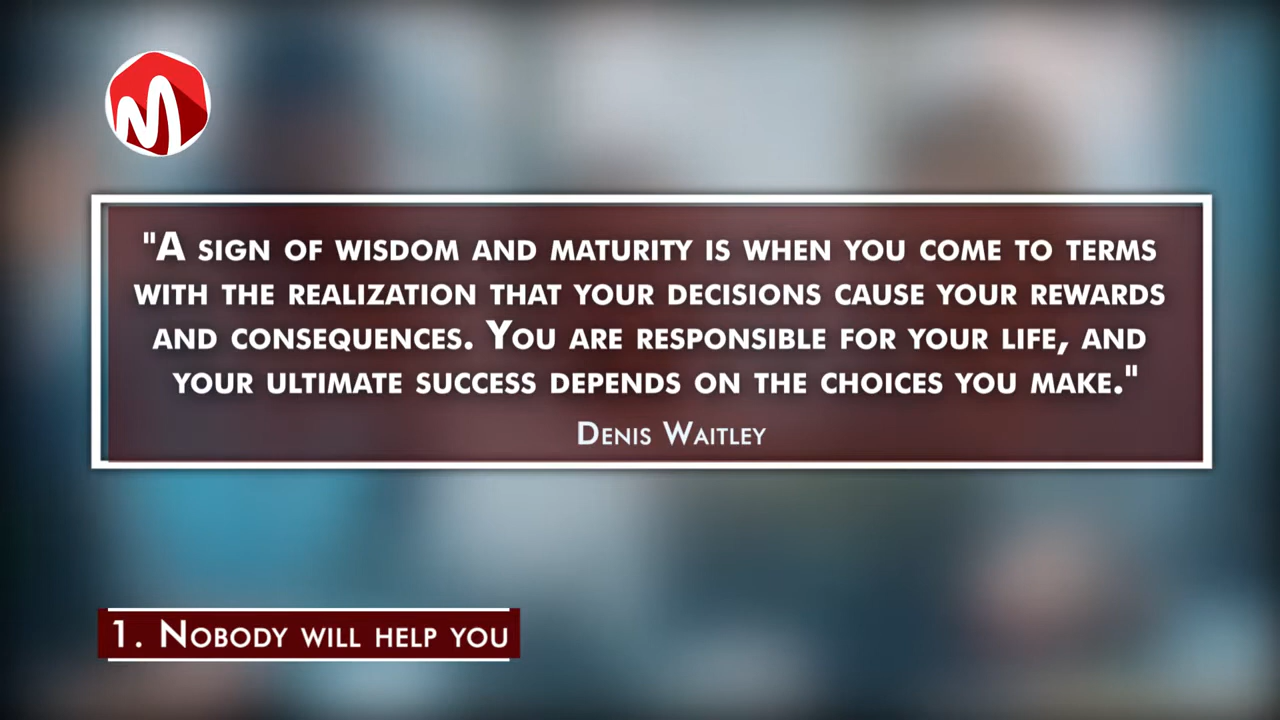 "A SIGN OF WISDOM AND MATURITY IS WHEN YOU COME TO TERMS
WITH THE REALIZATION THAT YOUR DECISIONS CAUSE YOUR REWARDS
AND CONSEQUENCES. YOU ARE RESPONSIBLE FOR YOUR LIFE, AND
YOUR ULTIMATE SUCCESS DEPENDS ON THE CHOICES YOU MAKE."
DENIS WAITLEY
1. NOBODY WILL HELP YOU